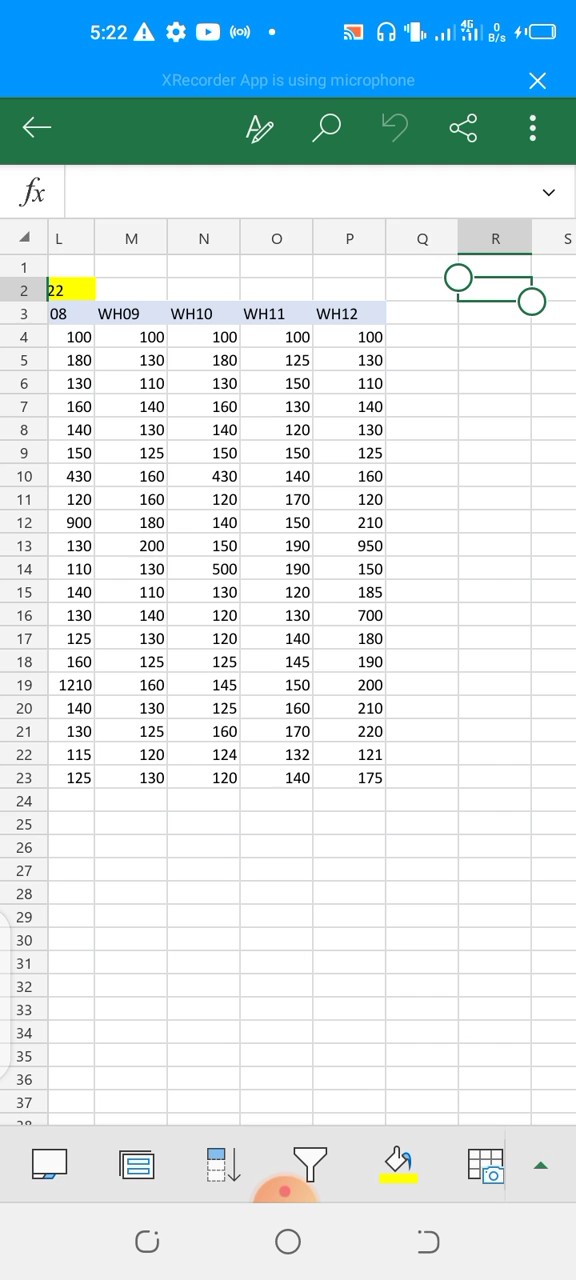 5:22 4G 0 B/s
XRecorder App is using microphone
fx
L M N O P Q R S
1
2 22
3 08 WH09 WH10 WH11 WH12
4 100 100 100 100 100
5 180 130 180 125 130
6 130 110 130 150 110
7 160 140 160 130 140
8 140 130 140 120 130
9 150 125 150 150 125
10 430 160 430 140 160
11 120 160 120 170 120
12 900 180 140 150 210
13 130 200 150 190 950
14 110 130 500 190 150
15 140 110 130 120 185
16 130 140 120 130 700
17 125 130 120 140 180
18 160 125 125 145 190
19 1210 160 145 150 200
20 140 130 125 160 210
21 130 125 160 170 220
22 115 120 124 132 121
23 125 130 120 140 175
24
25
26
27
28
29
30
31
32
33
34
35
36
37
38